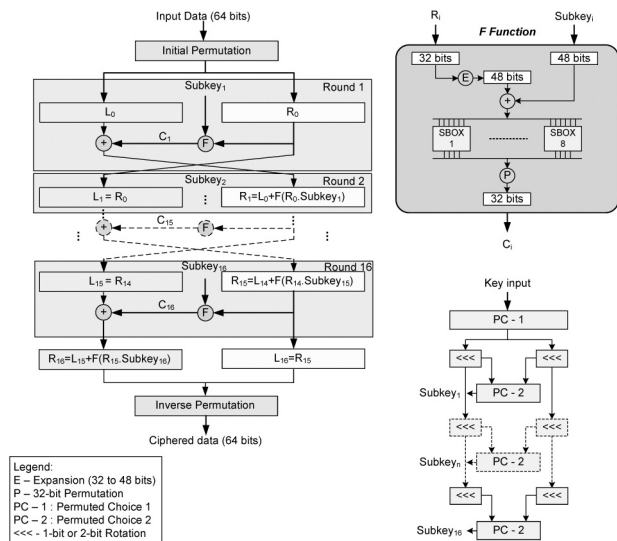 Input Data (64 bits)
Initial Permutation
Subkey1
Round 1
L0
R0
C1
+
F
Subkey2
Round 2
L1 = R0
R1=L0+F(R0.Subkey1)
C15
+
F
Subkey16
Round 16
L15 = R14
R15=L14+F(R14.Subkey15)
C16
+
F
R16=L15+F(R15.Subkey16)
L16=R15
Inverse Permutation
Ciphered data (64 bits)
Legend:
E – Expansion (32 to 48 bits)
P – 32-bit Permutation
PC – 1 : Permuted Choice 1
PC – 2 : Permuted Choice 2
<<< - 1-bit or 2-bit Rotation
Ri
Subkeyi
F Function
32 bits
48 bits
E
48 bits
+
SBOX
1
SBOX
8
P
32 bits
Ci
Key input
PC - 1
<<<
<<<
Subkey1
PC - 2
<<<
<<<
Subkeyn
PC - 2
<<<
<<<
Subkey16
PC - 2